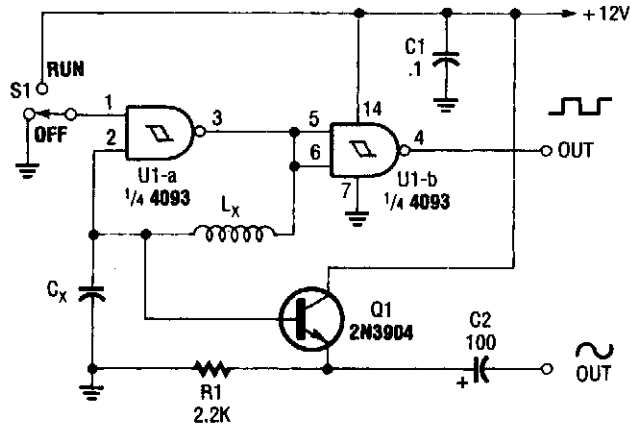 +12V
C1
.1
RUN
S1
OFF
1
2
3
5
6
14
4
7
OUT
U1-a
1/4 4093
U1-b
1/4 4093
LX
CX
Q1
2N3904
C2
100
+
OUT
R1
2.2K